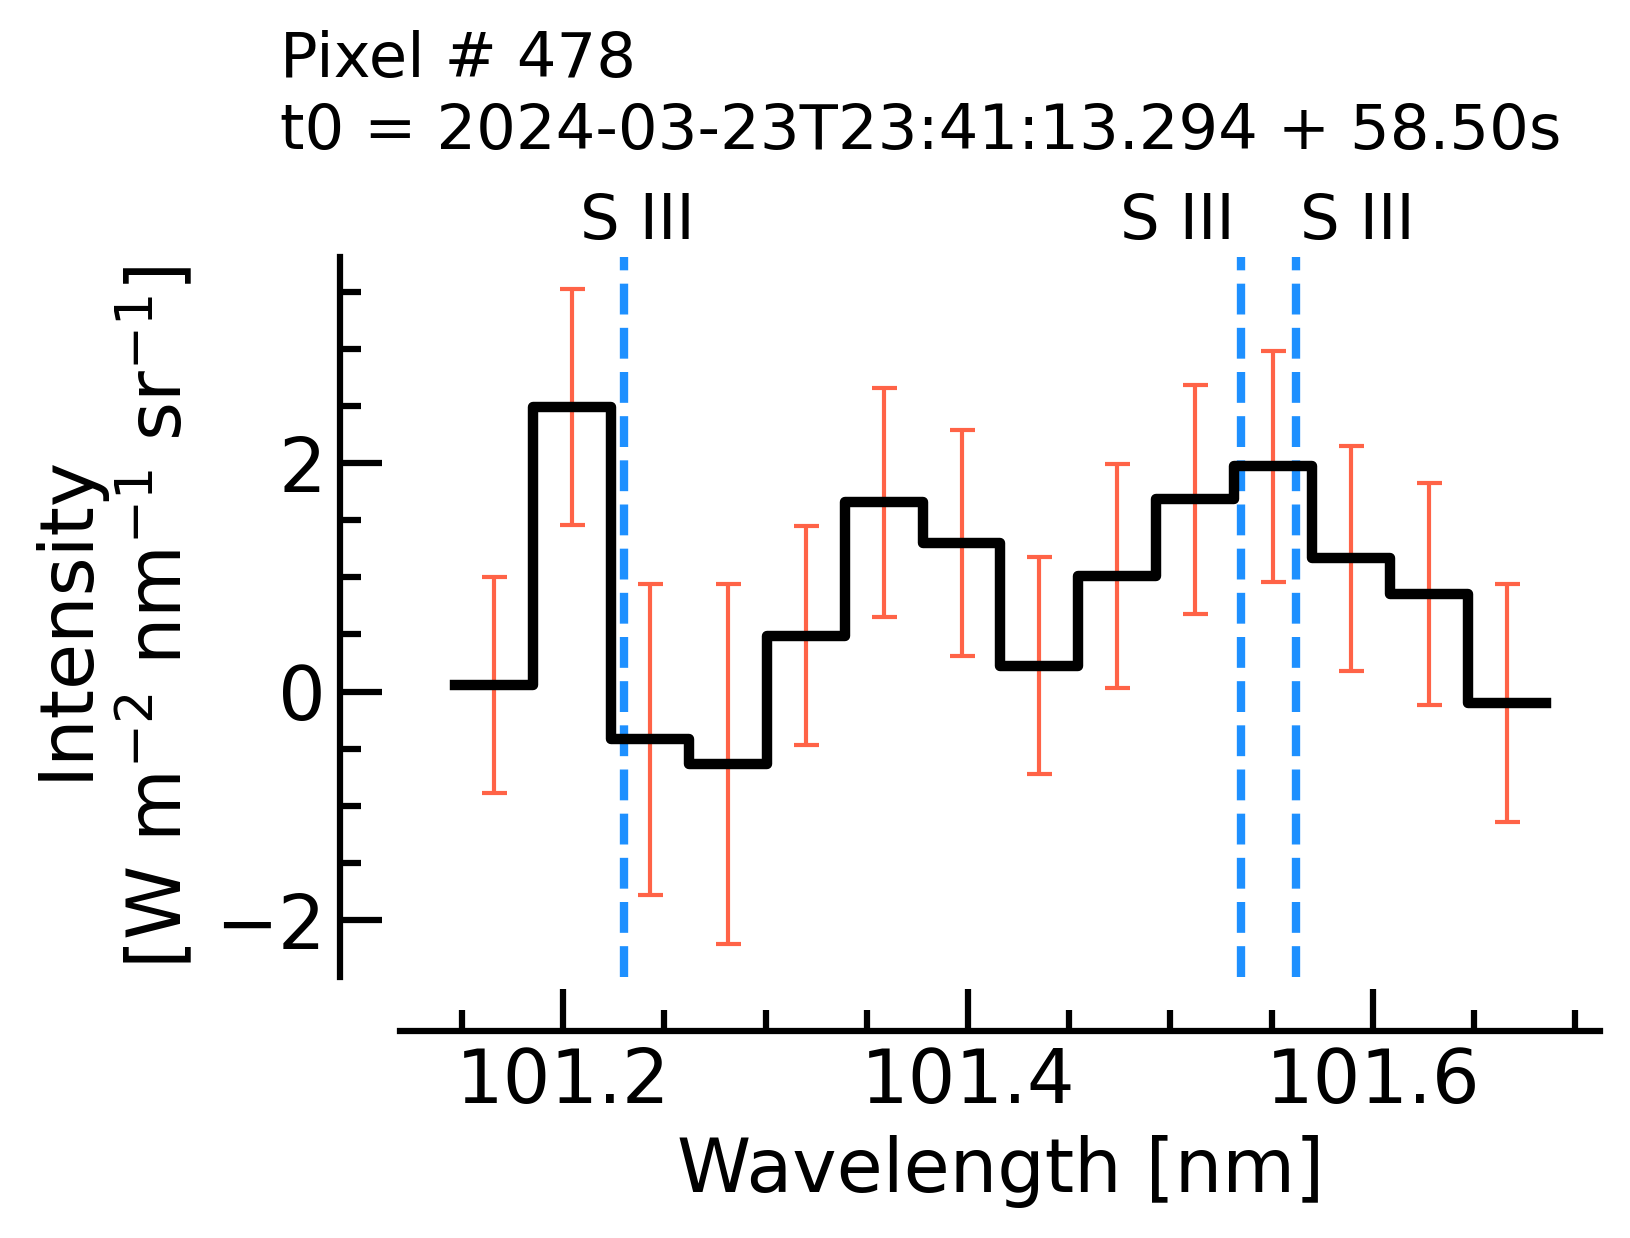 Pixel # 478
t0 = 2024-03-23T23:41:13.294 + 58.50s
S III S III S III
Intensity
[W m⁻² nm⁻¹ sr⁻¹]
2
0
−2
101.2 101.4 101.6
Wavelength [nm]